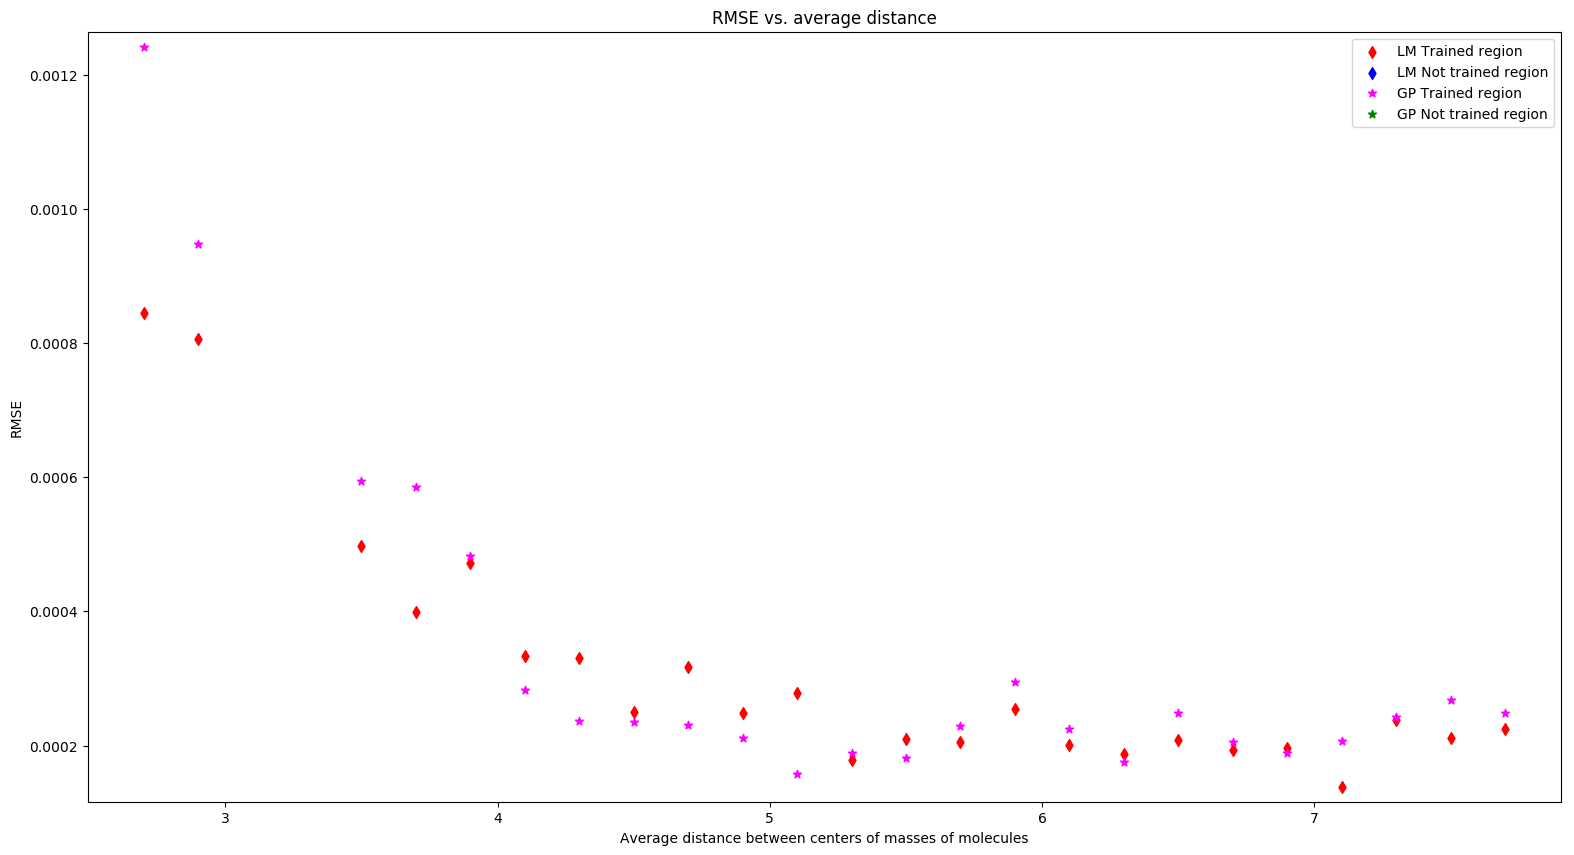 RMSE vs. average distance
LM Trained region
LM Not trained region
GP Trained region
GP Not trained region
0.0012
0.0010
0.0008
0.0006
0.0004
0.0002
RMSE
3 4 5 6 7
Average distance between centers of masses of molecules